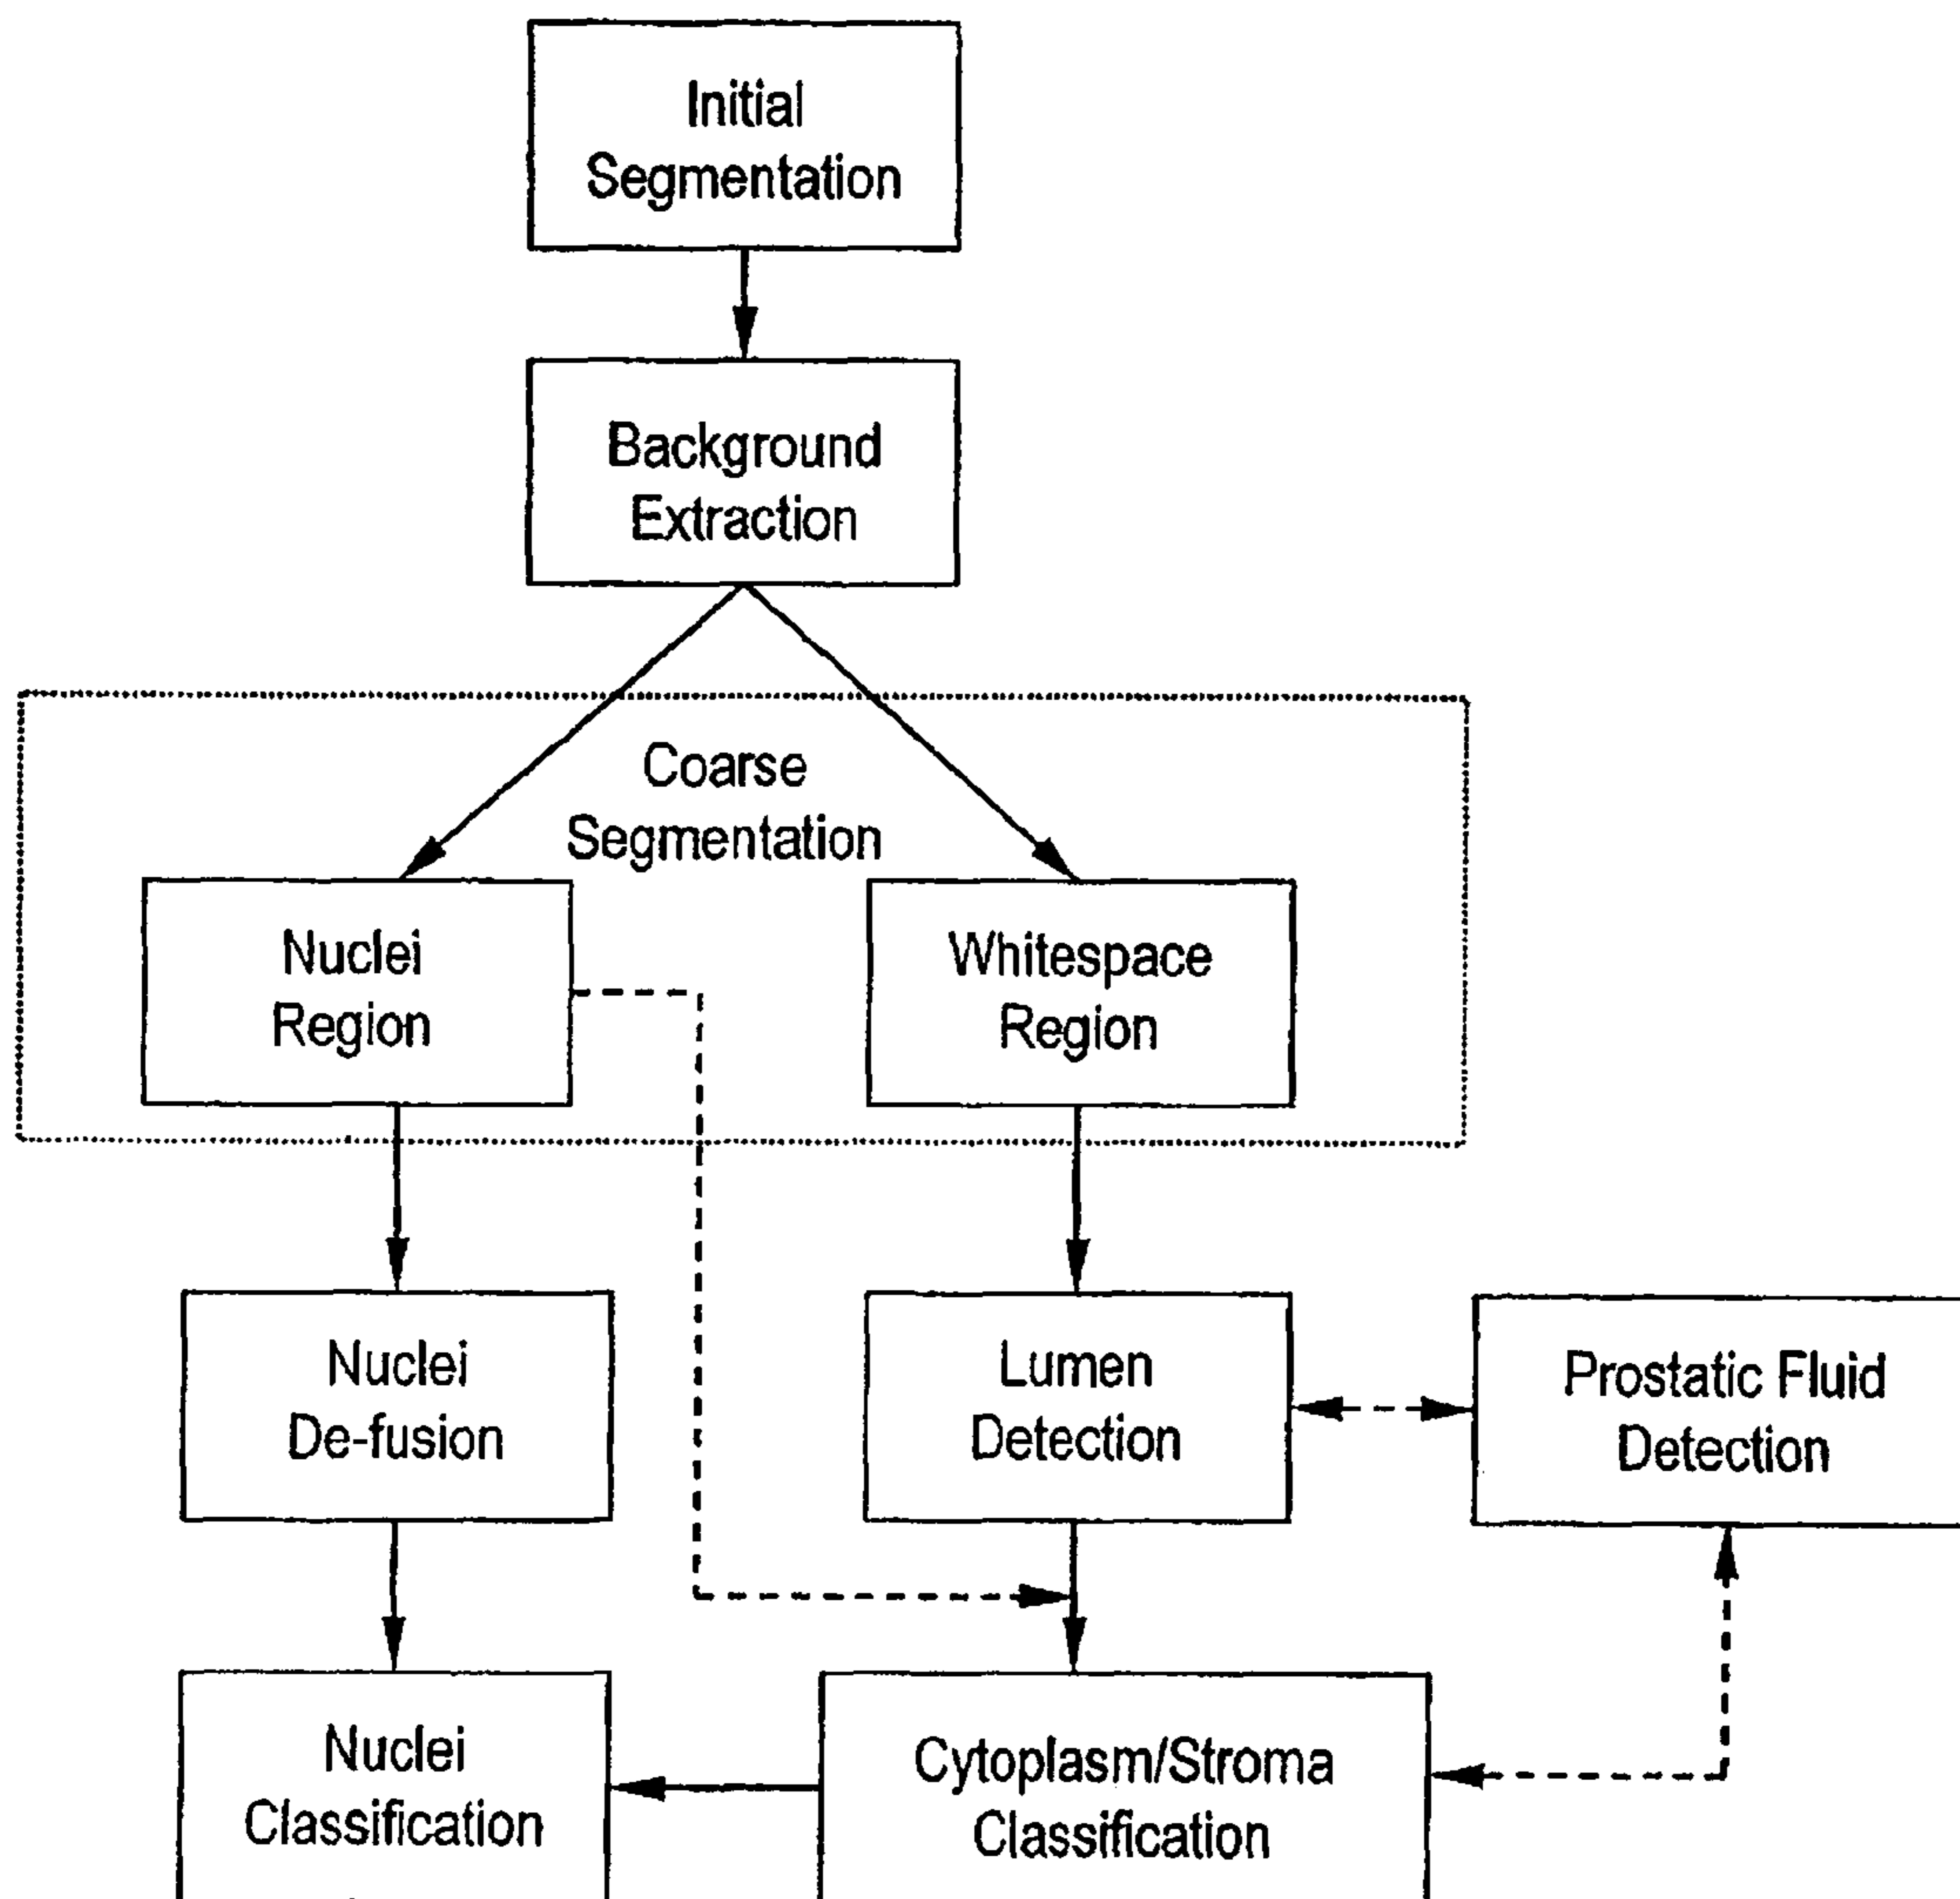 Initial
Segmentation
Background
Extraction
Coarse
Segmentation
Nuclei
Region
Whitespace
Region
Nuclei
De-fusion
Lumen
Detection
Prostatic Fluid
Detection
Nuclei
Classification
Cytoplasm/Stroma
Classification